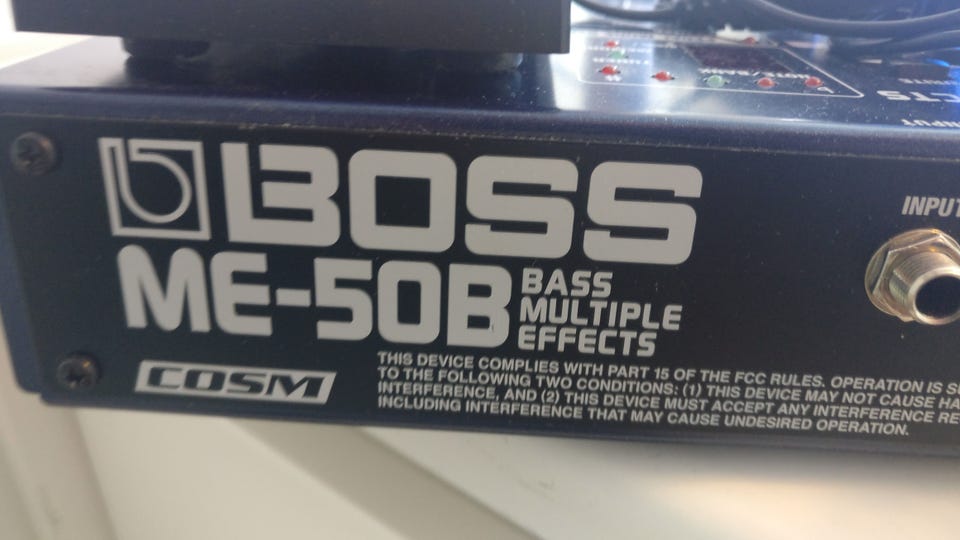 BOSS
ME-50B
BASS
MULTIPLE
EFFECTS
COSM
THIS DEVICE COMPLIES WITH PART 15 OF THE FCC RULES. OPERATION IS
TO THE FOLLOWING TWO CONDITIONS: (1) THIS DEVICE MAY NOT CAUSE
INTERFERENCE, AND (2) THIS DEVICE MUST ACCEPT ANY INTERFERENCE
INCLUDING INTERFERENCE THAT MAY CAUSE UNDESIRED OPERATION.
INPUT